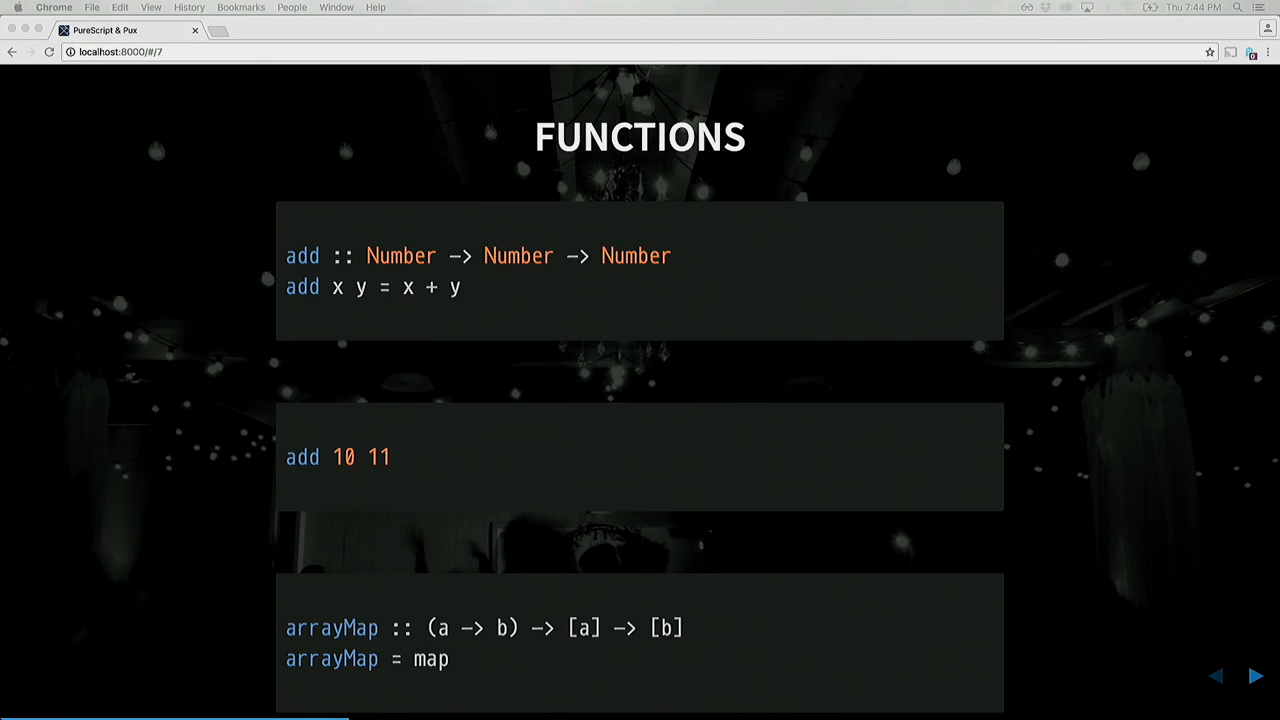 Chrome File Edit View History Bookmarks People Window Help Thu 7:44 PM
PureScript & Pux
localhost:8000/#/7
FUNCTIONS
add :: Number -> Number -> Number
add x y = x + y
add 10 11
arrayMap :: (a -> b) -> [a] -> [b]
arrayMap = map